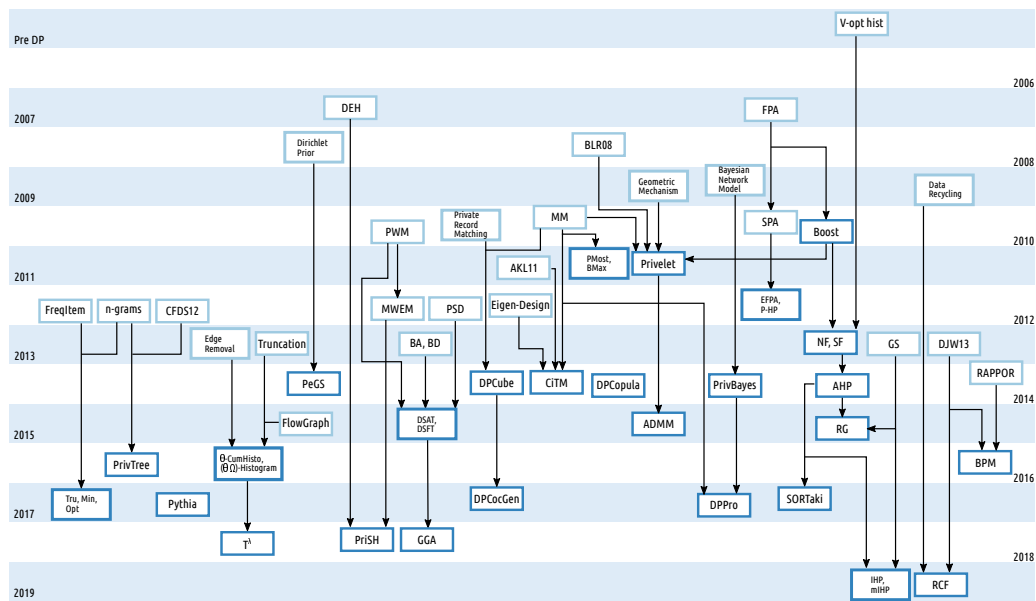 V-opt hist
Pre DP
2006
DEH
FPA
2007
Dirichlet
Prior
BLR08
2008
Geometric
Mechanism
Bayesian
Network
Model
Data
Recycling
2009
Private
Record
Matching
MM
SPA
PWM
Boost
2010
AKL11
PMost,
BMax
Privelet
2011
Eigen-Design
EFPA,
P-HP
FreqItem
n-grams
CFDS12
MWEM
PSD
2012
Edge
Removal
Truncation
BA, BD
NF, SF
GS
DJW13
2013
RAPPOR
PeGS
DPCube
CiTM
DPCopula
PrivBayes
AHP
2014
FlowGraph
DSAT,
DSFT
ADMM
RG
2015
PrivTree
θ-CumHisto,
(θ,Ω)-Histogram
BPM
2016
Tru, Min,
Opt
Pythia
DPCocGen
DPPro
SORTaki
2017
T^λ
PriSH
GGA
2018
IHP,
mIHP
RCF
2019